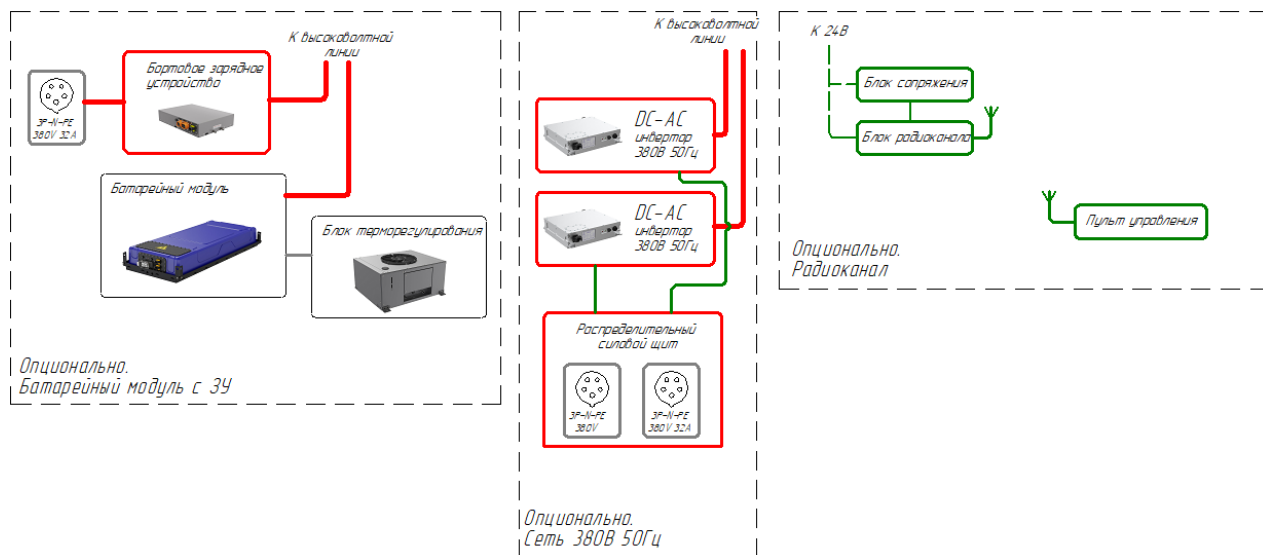 К высоковолтной
линии
Бортовое зарядное
устройство
3P-N-PE
380V 32A
Батарейный модуль
Блок терморегулирования
Опционально.
Батарейный модуль с ЗУ
К высоковолтной
линии
DC-AC
инвертор
380В 50Гц
DC-AC
инвертор
380В 50Гц
Распределительный
силовой щит
3P-N-PE
380V
3P-N-PE
380V 32A
Опционально.
Сеть 380В 50Гц
К 24В
Блок сопряжения
Блок радиоканала
Пульт управления
Опционально.
Радиоканал